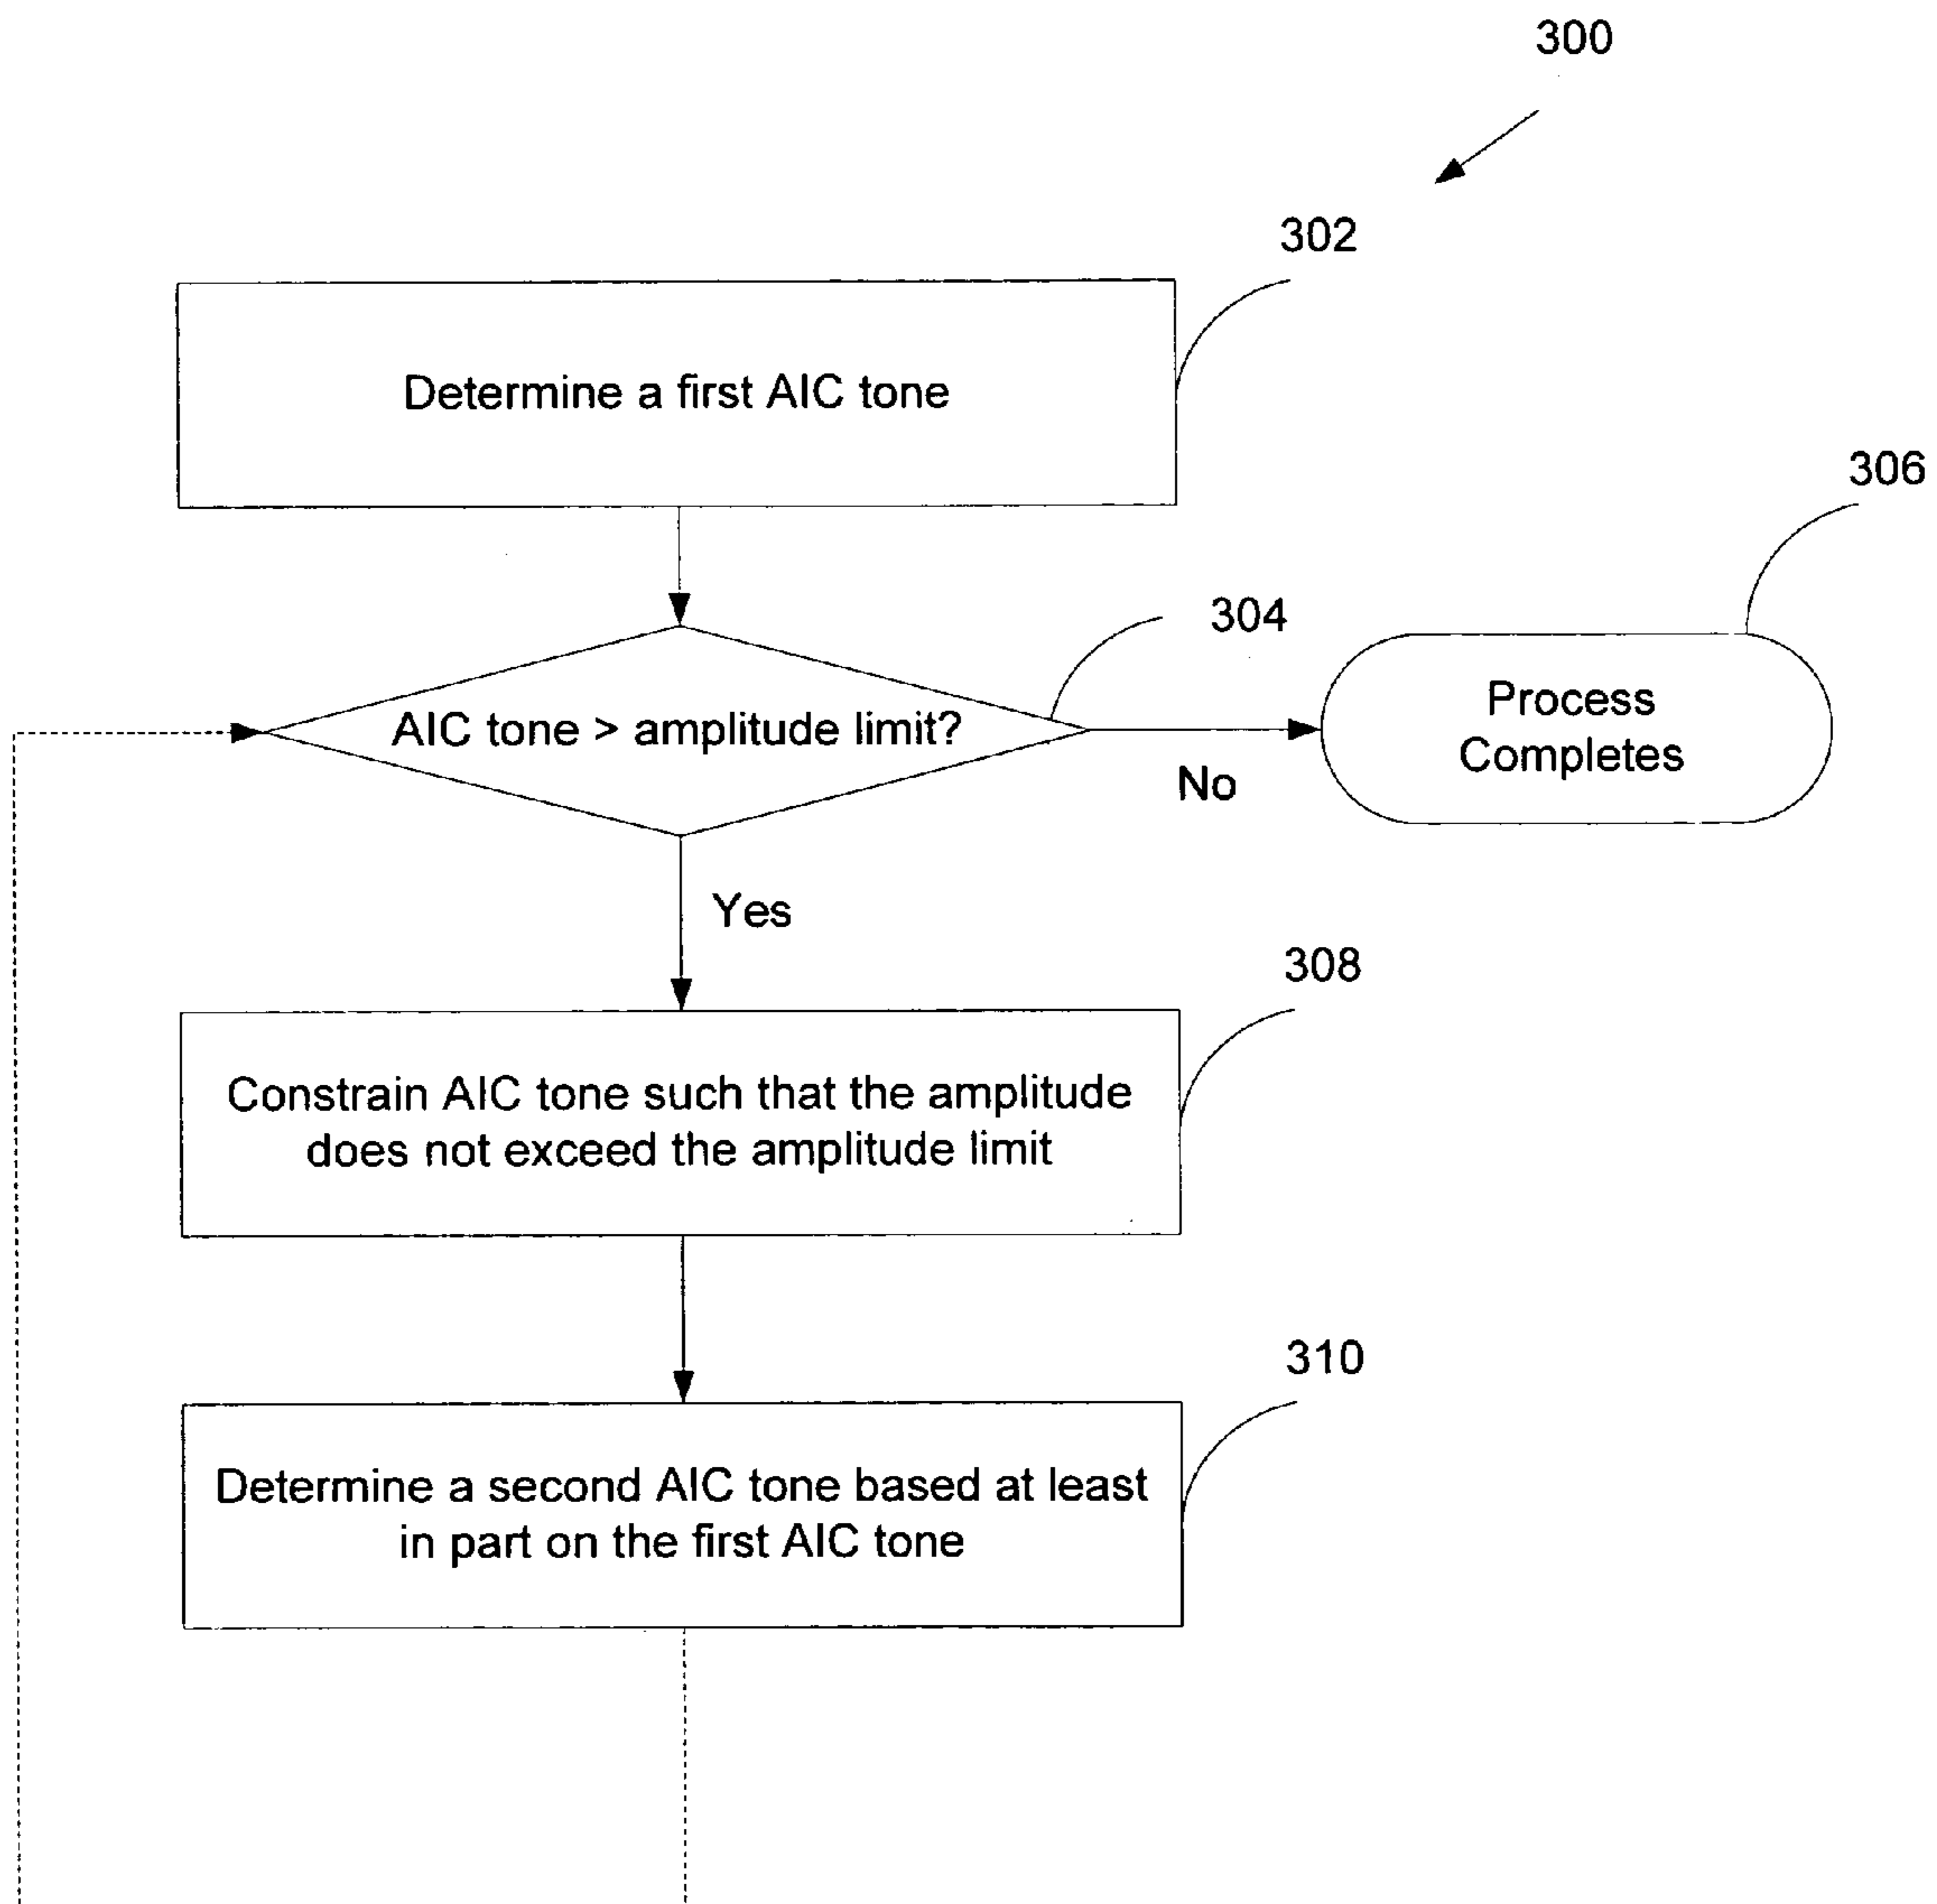 300
302
Determine a first AIC tone
306
304
AIC tone > amplitude limit?
Process
Completes
No
Yes
308
Constrain AIC tone such that the amplitude
does not exceed the amplitude limit
310
Determine a second AIC tone based at least
in part on the first AIC tone